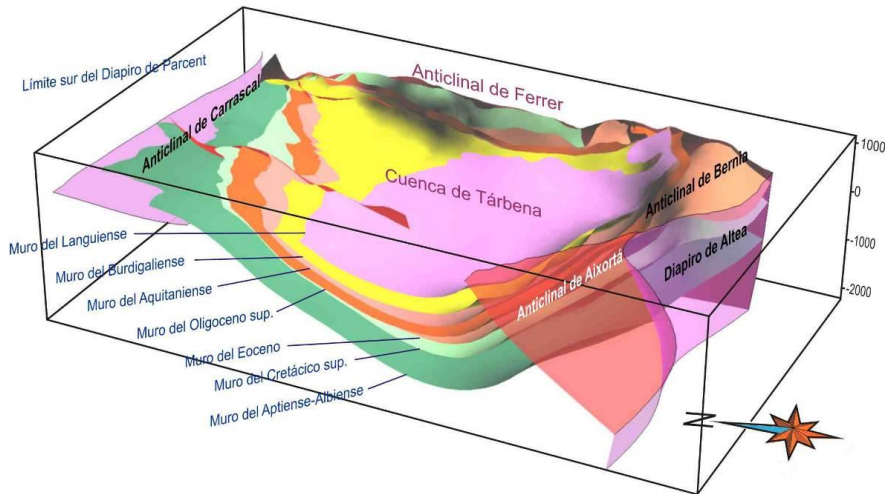 Límite sur del Diapiro de Parcent
Anticlinal de Carrascal
Anticlinal de Ferrer
Cuenca de Tárbena
Anticlinal de Bernia
Anticlinal de Aixortá
Diapiro de Altea
1000
0
-1000
-2000
Muro del Languiense
Muro del Burdigaliense
Muro del Aquitaniense
Muro del Oligoceno sup.
Muro del Eoceno
Muro del Cretácico sup.
Muro del Aptiense-Albiense
N